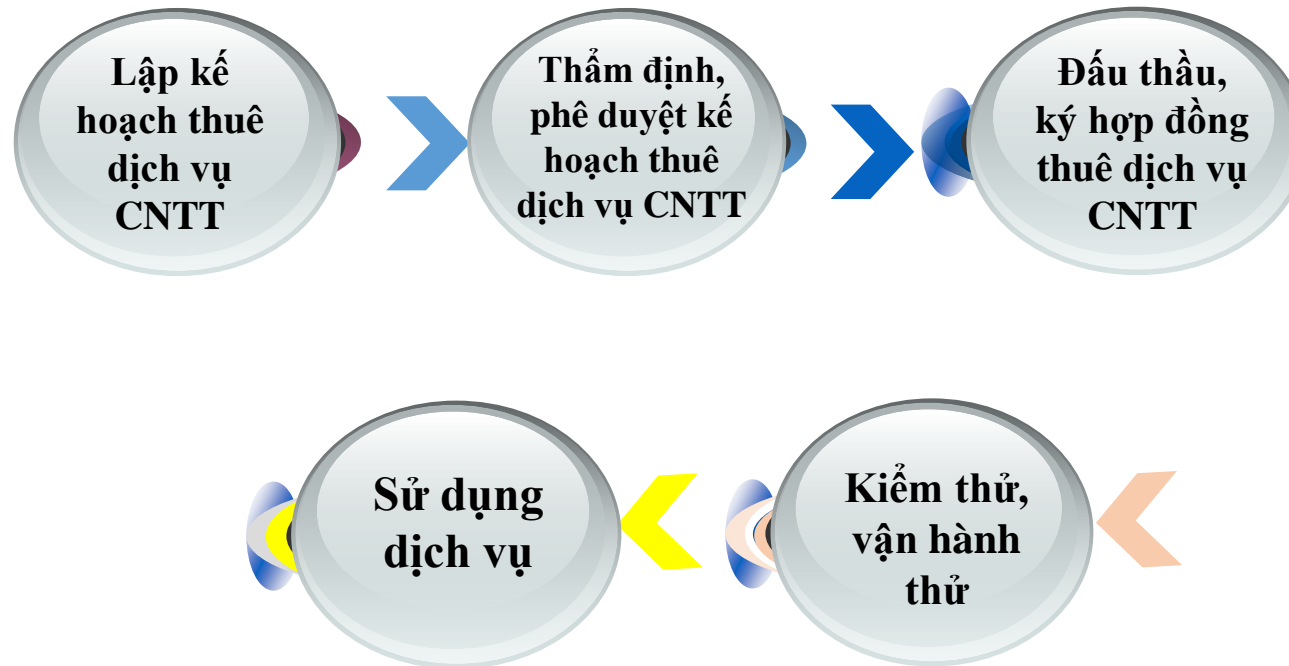 Lập kế
hoạch thuê
dịch vụ
CNTT
Thẩm định,
phê duyệt kế
hoạch thuê
dịch vụ CNTT
Đấu thầu,
ký hợp đồng
thuê dịch vụ
CNTT
Kiểm thử,
vận hành
thử
Sử dụng
dịch vụ